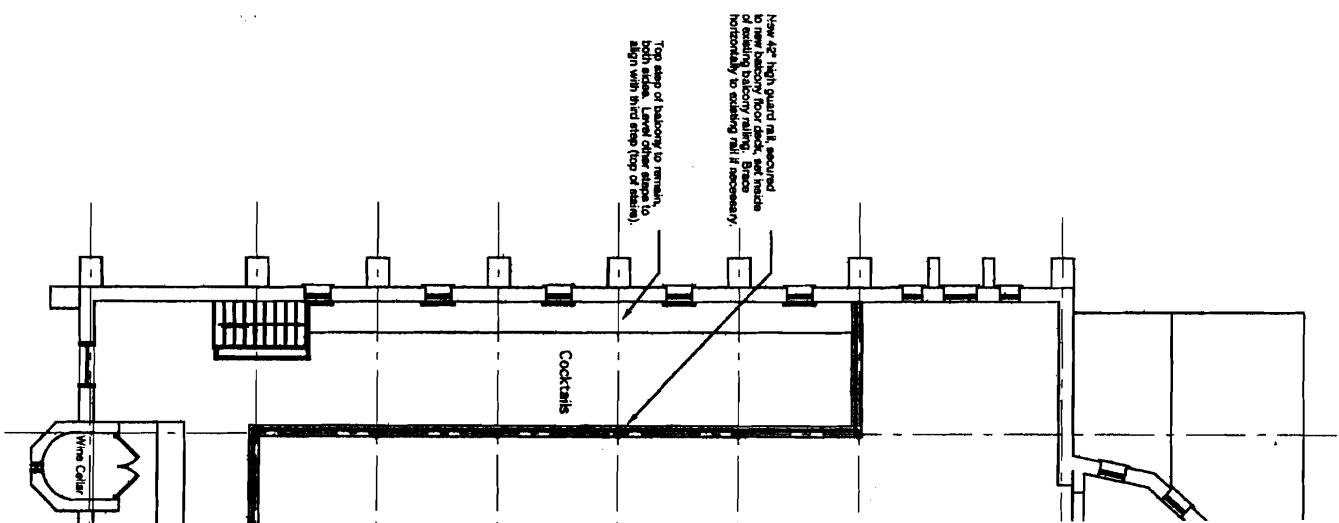 New 42" high guard rail, secured
to new balcony floor deck, set inside
of existing balcony railing. Brace
horizontally to existing rail if necessary.
Top step of balcony to remain,
both sides. Level other steps to
align with third step (top of stairs).
Cocktails
Wine Cellar